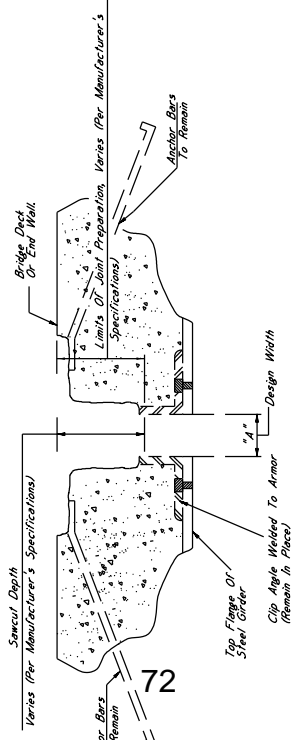 Sawcut Depth
Varies (Per Manufacturer's Specifications)
Bridge Deck
Or End Wall.
Limits Of Joint Preparation, Varies (Per Manufacturer's
Specifications)
Anchor Bars
To Remain
Bars
Remain
72
"A"
Design Width
Top Flange Of
Steel Girder
Clip Angle Welded To Armor
(Remain In Place)